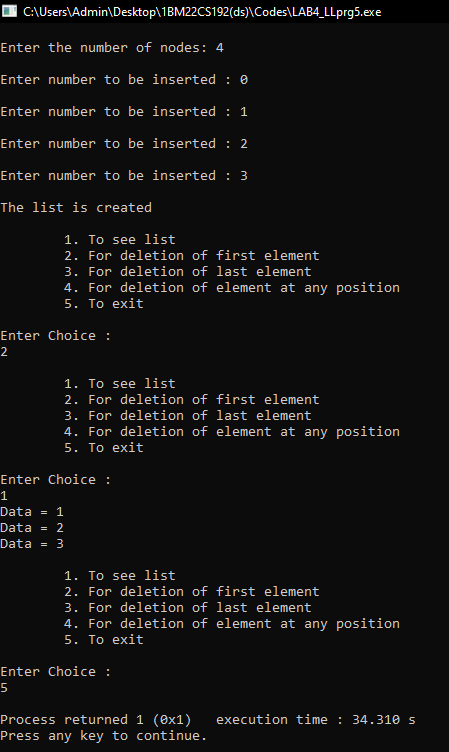 C:\Users\Admin\Desktop\1BM22CS192(ds)\Codes\LAB4_LLprg5.exe
Enter the number of nodes: 4
Enter number to be inserted : 0
Enter number to be inserted : 1
Enter number to be inserted : 2
Enter number to be inserted : 3
The list is created
1. To see list
2. For deletion of first element
3. For deletion of last element
4. For deletion of element at any position
5. To exit
Enter Choice :
2
1. To see list
2. For deletion of first element
3. For deletion of last element
4. For deletion of element at any position
5. To exit
Enter Choice :
1
Data = 1
Data = 2
Data = 3
1. To see list
2. For deletion of first element
3. For deletion of last element
4. For deletion of element at any position
5. To exit
Enter Choice :
5
Process returned 1 (0x1)   execution time : 34.310 s
Press any key to continue.